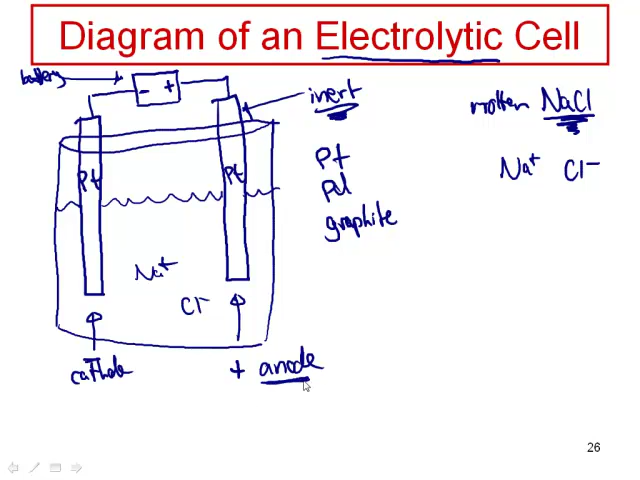 Diagram of an Electrolytic Cell
battery
- +
inert
molten NaCl
Pt Pt
Pt
Pd
graphite
Na+ Cl-
Na+
Cl-
cathode
+ anode
26